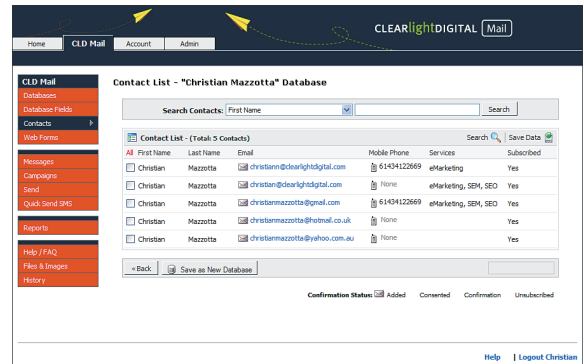 CLEARlightDIGITAL Mail
Home CLD Mail Account Admin
CLD Mail
Databases
Database Fields
Contacts
Web Forms
Messages
Campaigns
Send
Quick Send SMS
Reports
Help / FAQ
Files & Images
History
Contact List - "Christian Mazzotta" Database
Search Contacts: First Name Search
Contact List - (Total: 5 Contacts) Search Save Data
All First Name Last Name Email Mobile Phone Services Subscribed
Christian Mazzotta christiann@clearlightdigital.com 61434122669 eMarketing Yes
Christian Mazzotta christian@clearlightdigital.com None eMarketing, SEM, SEO Yes
Christian Mazzotta christianmazzotta@gmail.com 61434122669 eMarketing, SEM, SEO Yes
Christian Mazzotta christianmazzotta@hotmail.co.uk None Yes
Christian Mazzotta christianmazzotta@yahoo.com.au None Yes
«Back Save as New Database
Confirmation Status: Added Consented Confirmation Unsubscribed
Help | Logout Christian